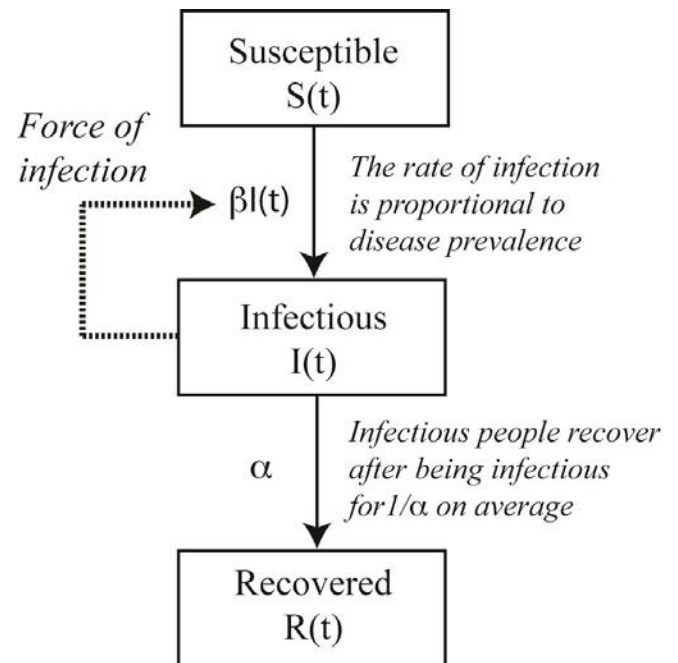 Susceptible
S(t)
Force of
infection
βI(t)
The rate of infection
is proportional to
disease prevalence
Infectious
I(t)
α
Infectious people recover
after being infectious
for1/α on average
Recovered
R(t)